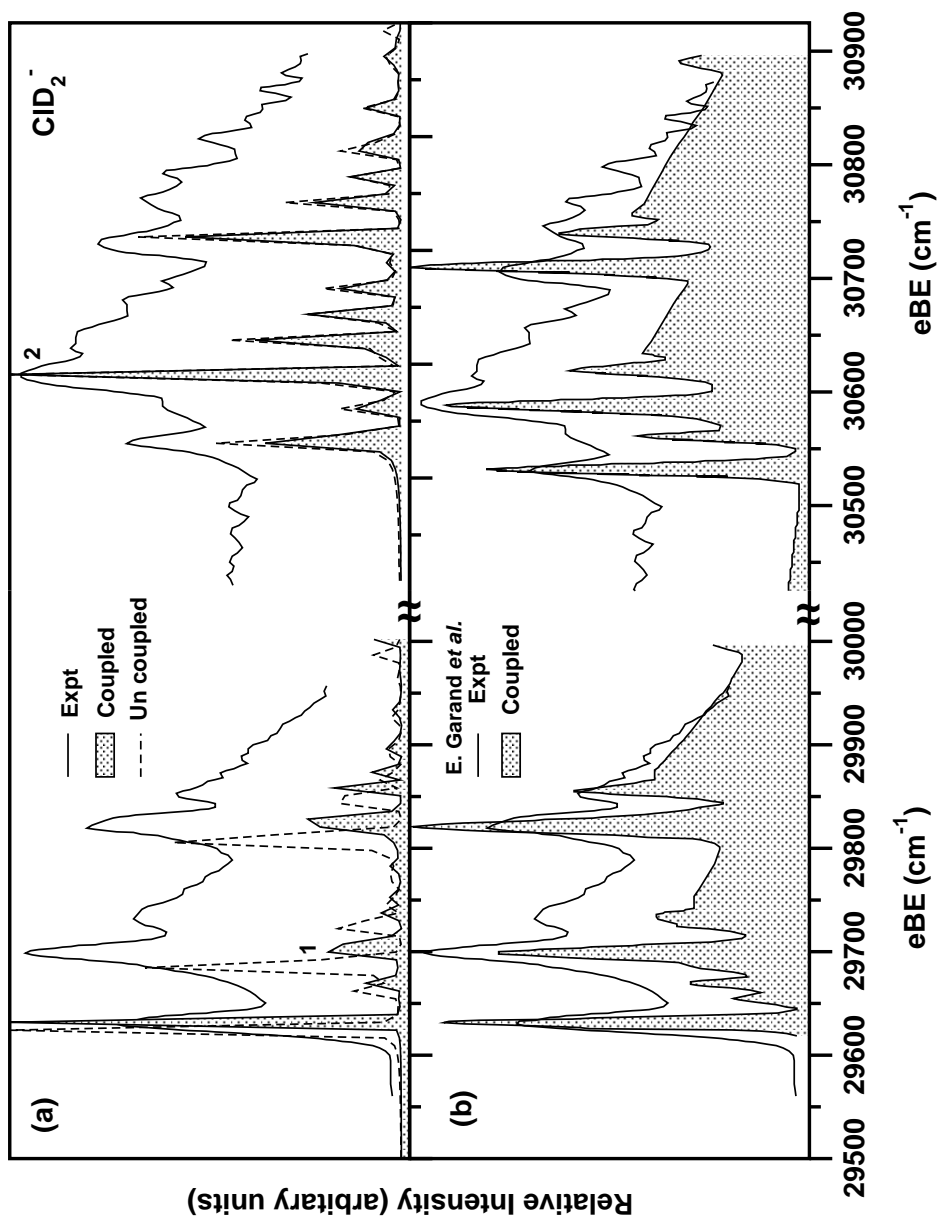 (a)
Expt
Coupled
Un coupled
1
2
ClD2-
(b)
E. Garand et al.
Expt
Coupled
Relative Intensity (arbitary units)
29500 29600 29700 29800 29900 30000 30500 30600 30700 30800 30900
eBE (cm-1) eBE (cm-1)